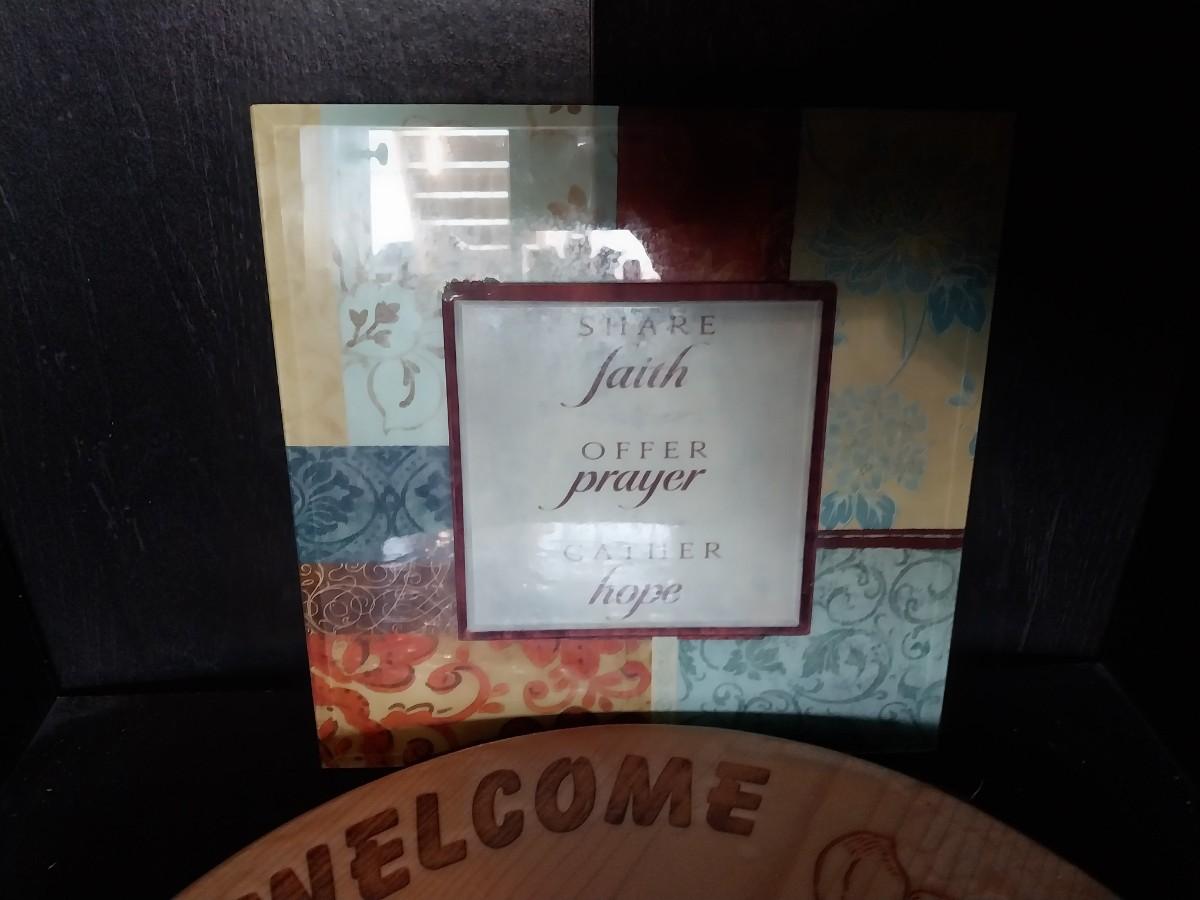 SHARE
faith
OFFER
prayer
GATHER
hope
WELCOME